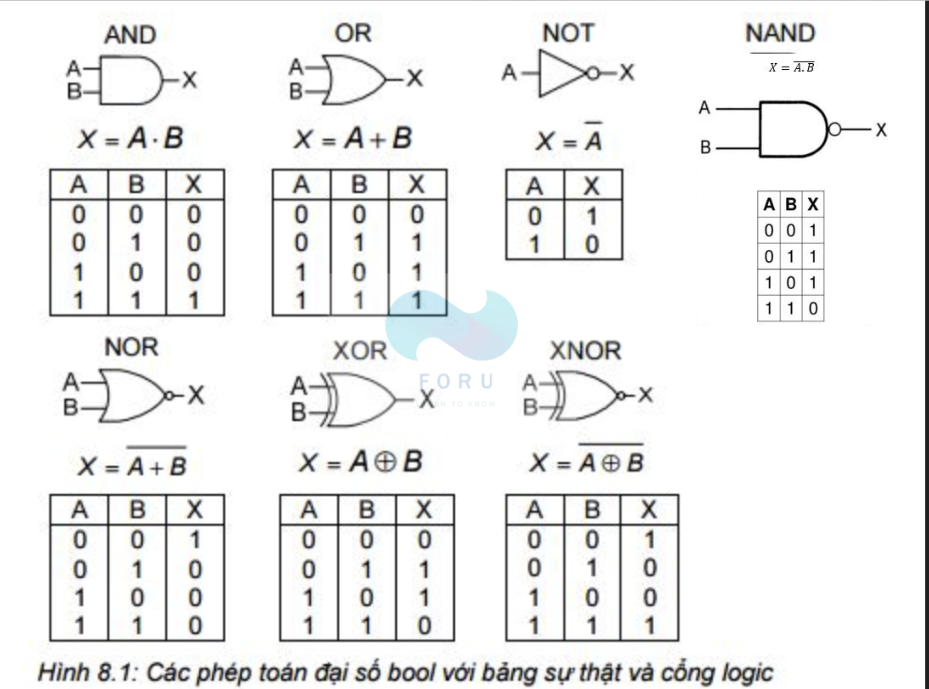 AND
A
B
X
X = A · B
A B X
0 0 0
0 1 0
1 0 0
1 1 1
OR
A
B
X
X = A + B
A B X
0 0 0
0 1 1
1 0 1
1 1 1
NOT
A
X
X = A̅
A X
0 1
1 0
NAND
X = A̅.̅B̅
A
B
X
A B X
0 0 1
0 1 1
1 0 1
1 1 0
NOR
A
B
X
X = A̅ ̅+̅ ̅B̅
A B X
0 0 1
0 1 0
1 0 0
1 1 0
XOR
A
B
X
X = A ⊕ B
A B X
0 0 0
0 1 1
1 0 1
1 1 0
XNOR
A
B
X
X = A̅ ̅⊕̅ ̅B̅
A B X
0 0 1
0 1 0
1 0 0
1 1 1
FORU
Hình 8.1: Các phép toán đại số bool với bảng sự thật và cổng logic